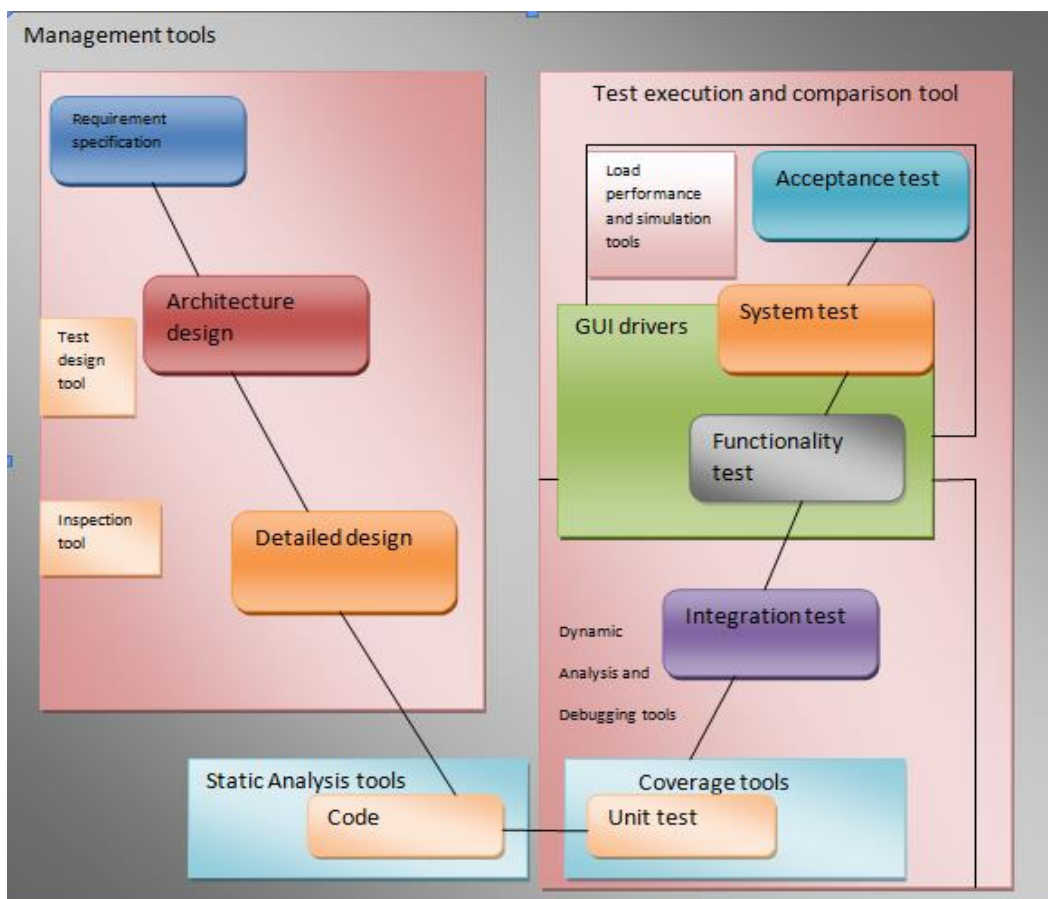 Management tools
Requirement
specification
Architecture
design
Test
design
tool
Inspection
tool
Detailed design
Static Analysis tools
Code
Test execution and comparison tool
Load
performance
and simulation
tools
Acceptance test
GUI drivers
System test
Functionality
test
Integration test
Dynamic
Analysis and
Debugging tools
Coverage tools
Unit test